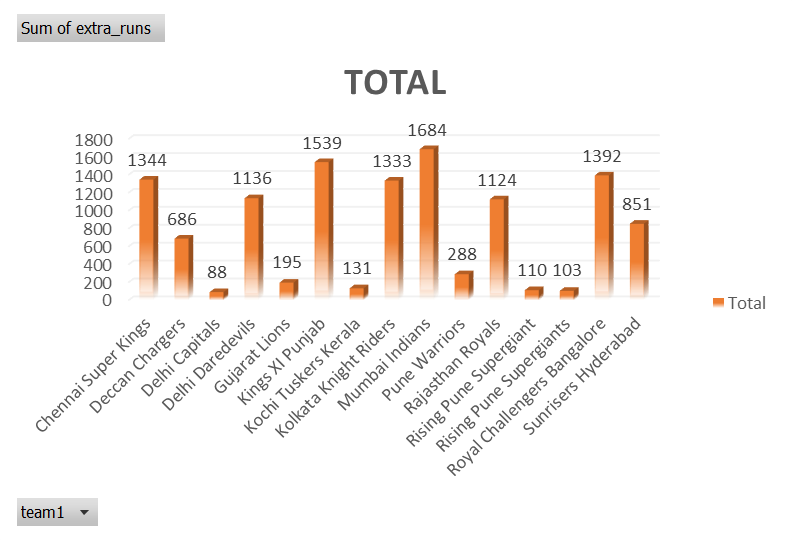 Sum of extra_runs
TOTAL
1800
1600
1400
1200
1000
800
600
400
200
0
1344
686
88
1136
195
1539
131
1333
1684
288
1124
110
103
1392
851
Chennai Super Kings
Deccan Chargers
Delhi Capitals
Delhi Daredevils
Gujarat Lions
Kings XI Punjab
Kochi Tuskers Kerala
Kolkata Knight Riders
Mumbai Indians
Pune Warriors
Rajasthan Royals
Rising Pune Supergiant
Rising Pune Supergiants
Royal Challengers Bangalore
Sunrisers Hyderabad
Total
team1